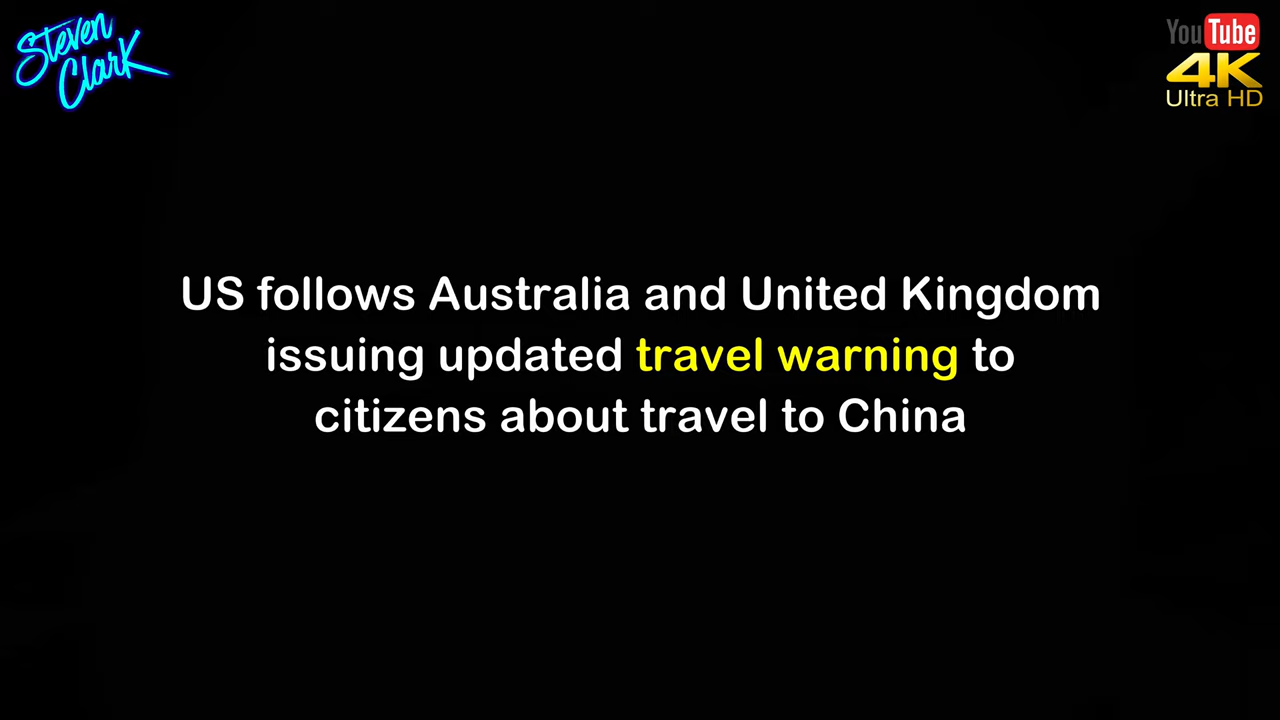 Steven
Clark
YouTube
4K
Ultra HD
US follows Australia and United Kingdom
issuing updated travel warning to
citizens about travel to China